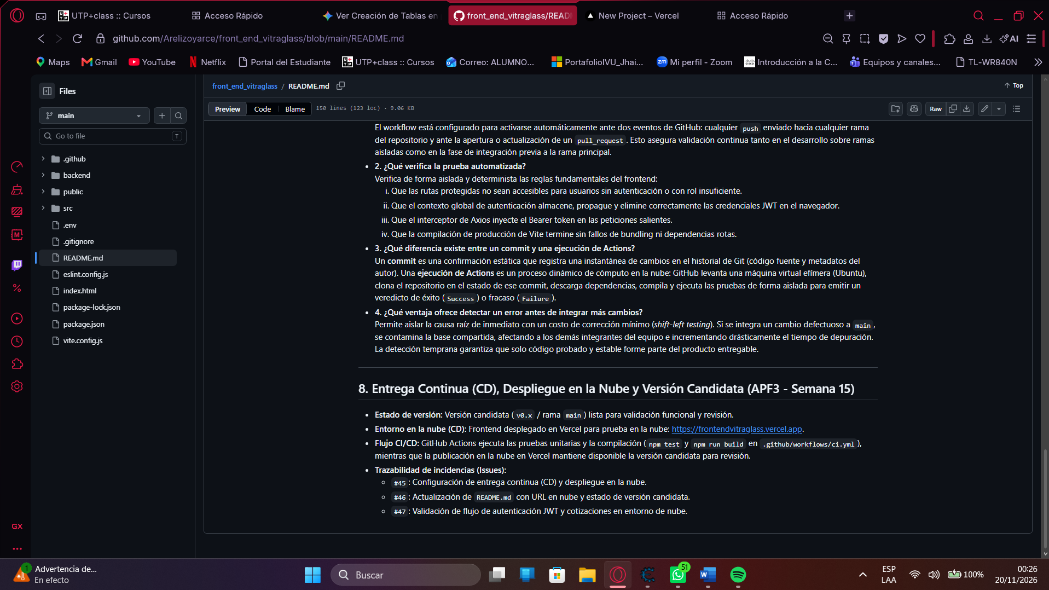 UTP+class :: Cursos
Acceso Rápido
Ver Creación de Tablas en
front_end_vitraglass/READ
New Project – Vercel
Acceso Rápido
github.com/Arelizoyarce/front_end_vitraglass/blob/main/README.md
AI
Maps
Gmail
YouTube
Netflix
Portal del Estudiante
UTP+class :: Cursos
Correo: ALUMNO...
PortafolioVU_Jhai...
Mi perfil - Zoom
Introducción a la C...
Equipos y canales...
TL-WR840N
Files
front_end_vitraglass / README.md
Top
main
Preview
Code
Blame
150 lines (123 loc) · 9.06 KB
Raw
Go to file
T
.github
backend
public
src
.env
.gitignore
README.md
eslint.config.js
index.html
package-lock.json
package.json
vite.config.js
El workflow está configurado para activarse automáticamente ante dos eventos de GitHub: cualquier push enviado hacia cualquier rama
del repositorio y ante la apertura o actualización de un pull_request. Esto asegura validación continua tanto en el desarrollo sobre ramas
aisladas como en la fase de integración previa a la rama principal.
• 2. ¿Qué verifica la prueba automatizada?
Verifica de forma aislada y determinista las reglas fundamentales del frontend:
i. Que las rutas protegidas no sean accesibles para usuarios sin autenticación o con rol insuficiente.
ii. Que el contexto global de autenticación almacene, propague y elimine correctamente las credenciales JWT en el navegador.
iii. Que el interceptor de Axios inyecte el Bearer token en las peticiones salientes.
iv. Que la compilación de producción de Vite termine sin fallos de bundling ni dependencias rotas.
• 3. ¿Qué diferencia existe entre un commit y una ejecución de Actions?
Un commit es una confirmación estática que registra una instantánea de cambios en el historial de Git (código fuente y metadatos del
autor). Una ejecución de Actions es un proceso dinámico de cómputo en la nube: GitHub levanta una máquina virtual efímera (Ubuntu),
clona el repositorio en el estado de ese commit, descarga dependencias, compila y ejecuta las pruebas de forma aislada para emitir un
veredicto de éxito (Success) o fracaso (Failure).
• 4. ¿Qué ventaja ofrece detectar un error antes de integrar más cambios?
Permite aislar la causa raíz de inmediato con un costo de corrección mínimo (shift-left testing). Si se integra un cambio defectuoso a main,
se contamina la base compartida, afectando a los demás integrantes del equipo e incrementando drásticamente el tiempo de depuración.
La detección temprana garantiza que solo código probado y estable forme parte del producto entregable.
8. Entrega Continua (CD), Despliegue en la Nube y Versión Candidata (APF3 - Semana 15)
• Estado de versión: Versión candidata (v0.x / rama main) lista para validación funcional y revisión.
• Entorno en la nube (CD): Frontend desplegado en Vercel para prueba en la nube: https://frontendvitraglass.vercel.app.
• Flujo CI/CD: GitHub Actions ejecuta las pruebas unitarias y la compilación (npm test y npm run build en .github/workflows/ci.yml),
mientras que la publicación en la nube en Vercel mantiene disponible la versión candidata para revisión.
• Trazabilidad de incidencias (Issues):
#45: Configuración de entrega continua (CD) y despliegue en la nube.
#46: Actualización de README.md con URL en nube y estado de versión candidata.
#47: Validación de flujo de autenticación JWT y cotizaciones en entorno de nube.
GX
Advertencia de...
En efecto
Buscar
51
ESP
LAA
100%
00:26
20/11/2026